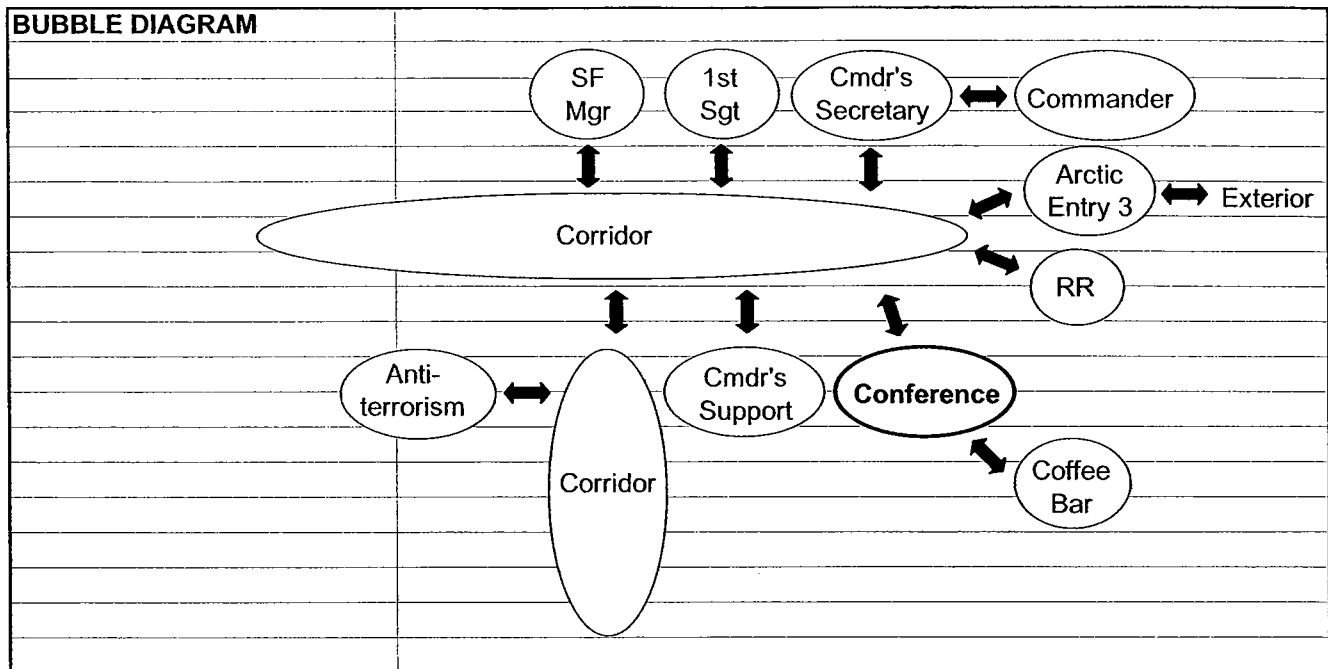 BUBBLE DIAGRAM
SF
Mgr
1st
Sgt
Cmdr's
Secretary
Commander
Arctic
Entry 3
Exterior
Corridor
RR
Anti-
terrorism
Cmdr's
Support
Conference
Corridor
Coffee
Bar